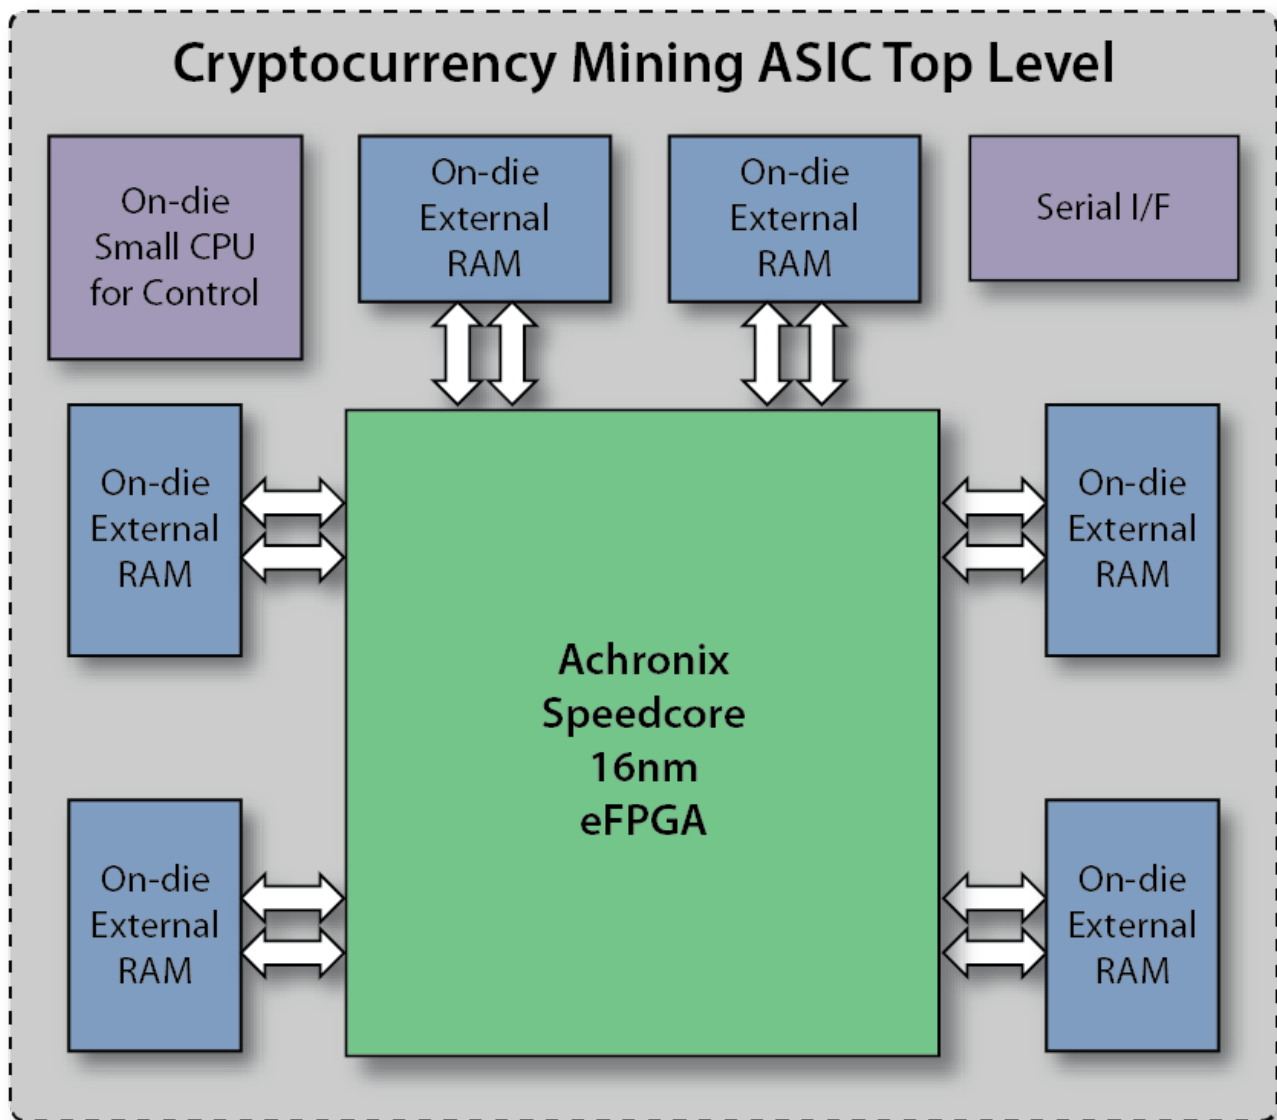 Cryptocurrency Mining ASIC Top Level
On-die
Small CPU
for Control
On-die
External
RAM
On-die
External
RAM
Serial I/F
On-die
External
RAM
On-die
External
RAM
Achronix
Speedcore
16nm
eFPGA
On-die
External
RAM
On-die
External
RAM